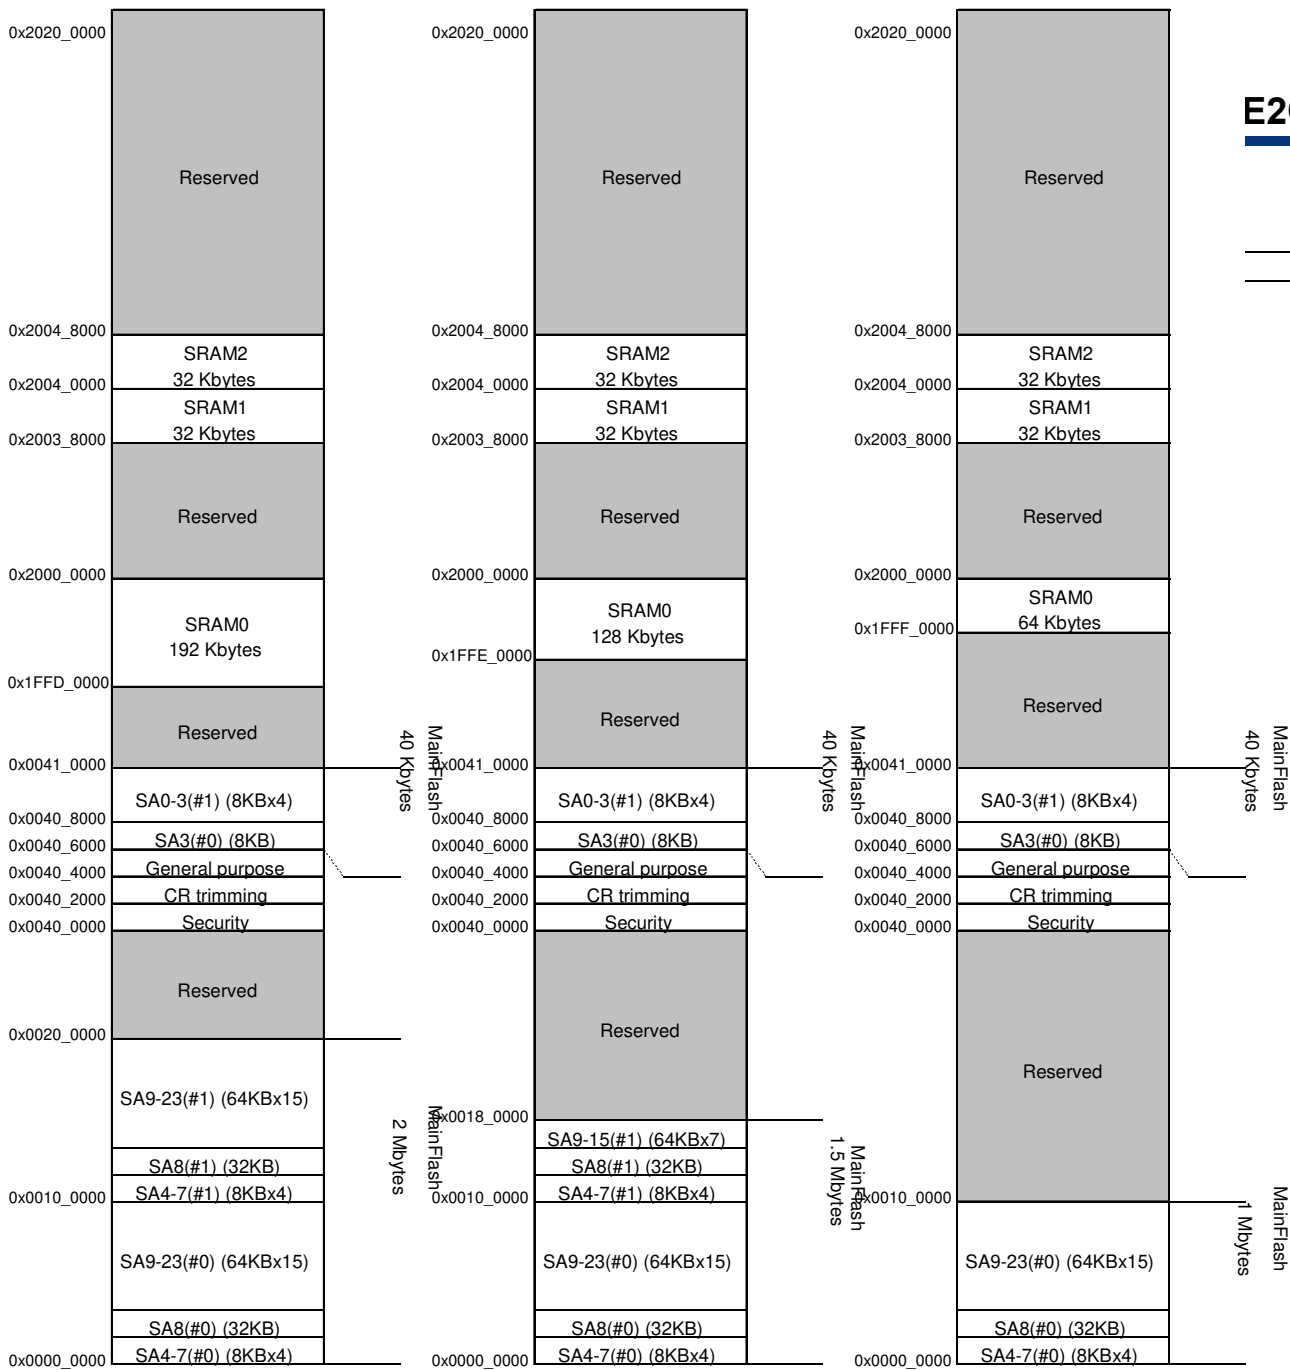 0x2020_0000
Reserved
0x2004_8000
SRAM2
32 Kbytes
0x2004_0000
SRAM1
32 Kbytes
0x2003_8000
Reserved
0x2000_0000
SRAM0
192 Kbytes
0x1FFD_0000
Reserved
0x0041_0000
SA0-3(#1) (8KBx4)
0x0040_8000
SA3(#0) (8KB)
0x0040_6000
General purpose
0x0040_4000
CR trimming
0x0040_2000
Security
0x0040_0000
Reserved
0x0020_0000
SA9-23(#1) (64KBx15)
SA8(#1) (32KB)
SA4-7(#1) (8KBx4)
0x0010_0000
SA9-23(#0) (64KBx15)
SA8(#0) (32KB)
SA4-7(#0) (8KBx4)
0x0000_0000
MainFlash
40 Kbytes
MainFlash
2 Mbytes
0x2020_0000
Reserved
0x2004_8000
SRAM2
32 Kbytes
0x2004_0000
SRAM1
32 Kbytes
0x2003_8000
Reserved
0x2000_0000
SRAM0
128 Kbytes
0x1FFE_0000
Reserved
0x0041_0000
SA0-3(#1) (8KBx4)
0x0040_8000
SA3(#0) (8KB)
0x0040_6000
General purpose
0x0040_4000
CR trimming
0x0040_2000
Security
0x0040_0000
Reserved
0x0018_0000
SA9-15(#1) (64KBx7)
SA8(#1) (32KB)
SA4-7(#1) (8KBx4)
0x0010_0000
SA9-23(#0) (64KBx15)
SA8(#0) (32KB)
SA4-7(#0) (8KBx4)
0x0000_0000
MainFlash
40 Kbytes
MainFlash
1.5 Mbytes
0x2020_0000
Reserved
0x2004_8000
SRAM2
32 Kbytes
0x2004_0000
SRAM1
32 Kbytes
0x2003_8000
Reserved
0x2000_0000
SRAM0
64 Kbytes
0x1FFF_0000
Reserved
0x0041_0000
SA0-3(#1) (8KBx4)
0x0040_8000
SA3(#0) (8KB)
0x0040_6000
General purpose
0x0040_4000
CR trimming
0x0040_2000
Security
0x0040_0000
Reserved
0x0010_0000
SA9-23(#0) (64KBx15)
SA8(#0) (32KB)
SA4-7(#0) (8KBx4)
0x0000_0000
MainFlash
40 Kbytes
MainFlash
1 Mbytes